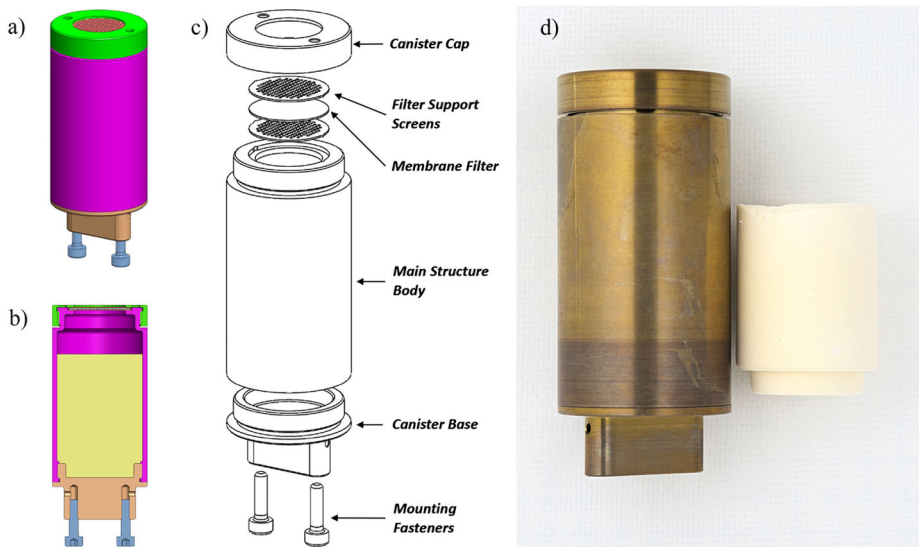 a)
b)
c)
Canister Cap
Filter Support
Screens
Membrane Filter
Main Structure
Body
Canister Base
Mounting
Fasteners
d)